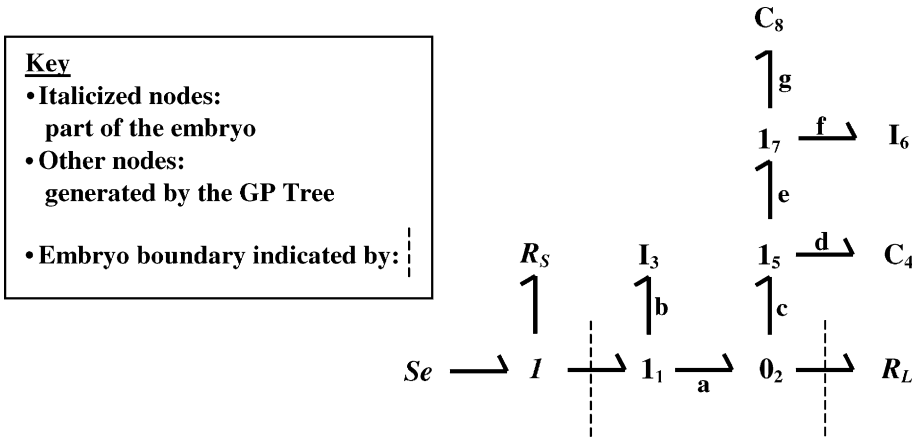 Key
•Italicized nodes:
part of the embryo
•Other nodes:
generated by the GP Tree
•Embryo boundary indicated by:
C8
g
17
f
I6
e
RS
I3
15
d
C4
b
c
Se
1
11
a
02
RL